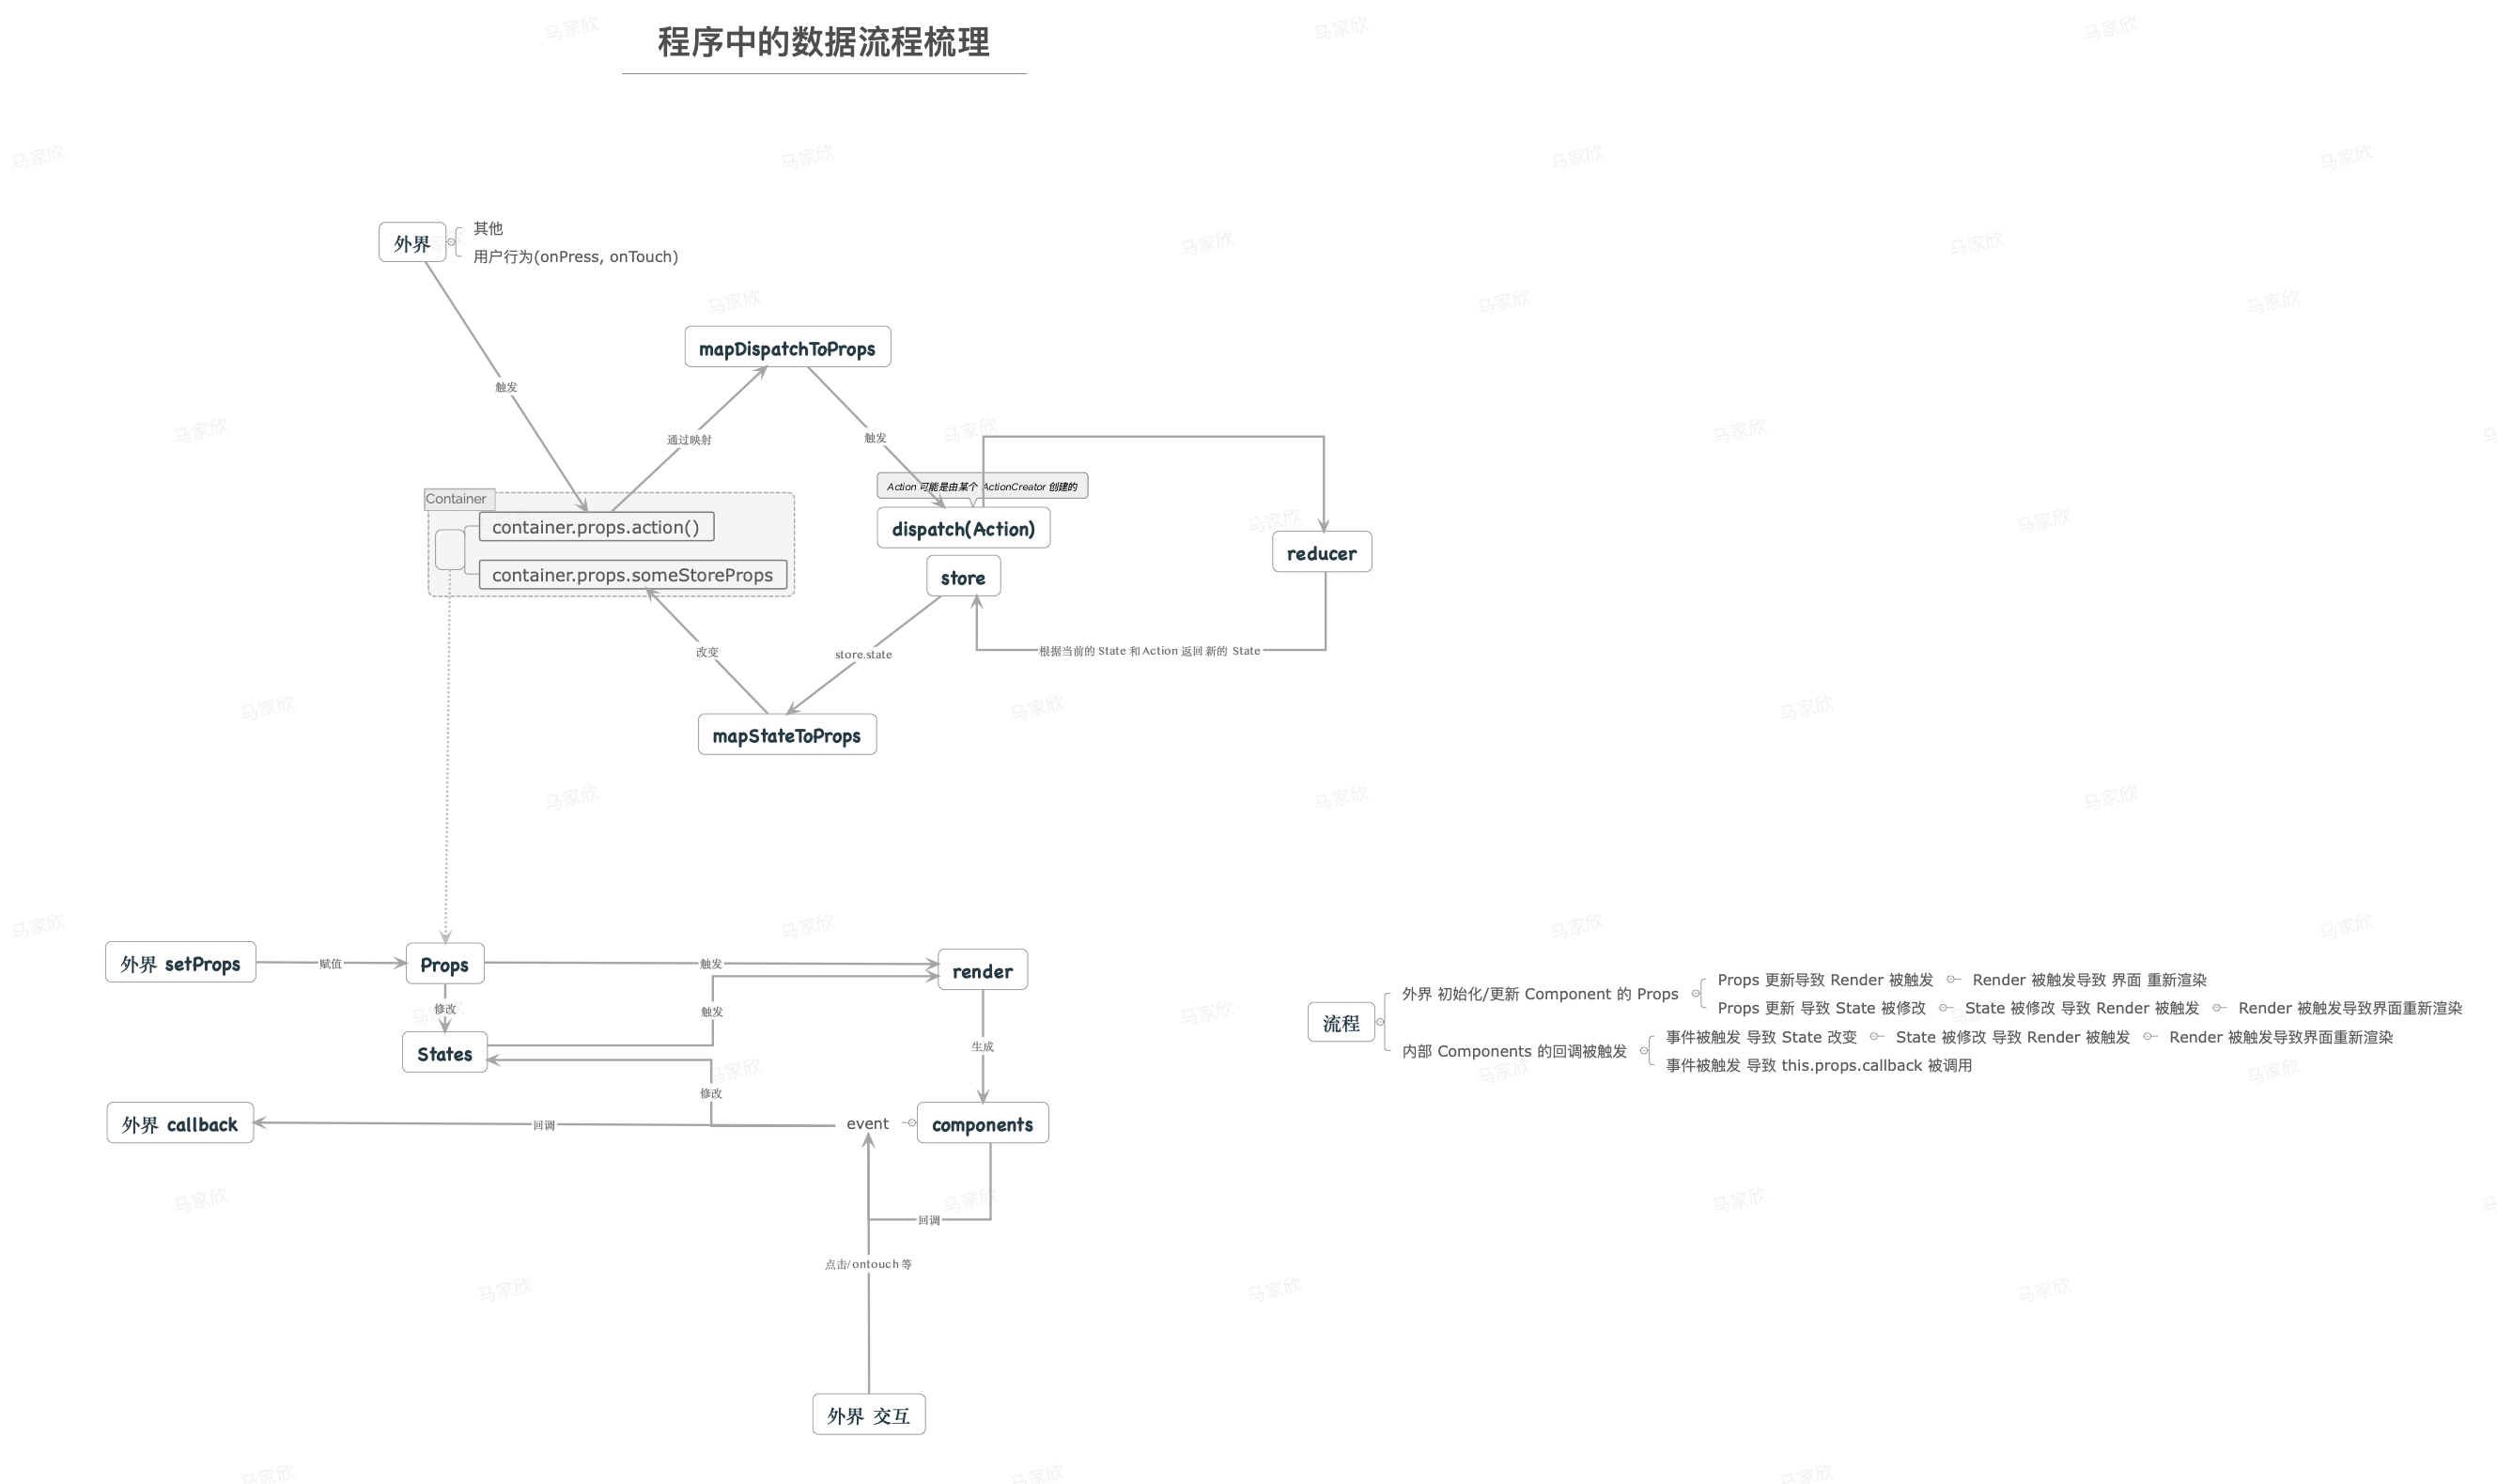 程序中的数据流程梳理
外界
其他
用户行为(onPress, onTouch)
触发
mapDispatchToProps
通过映射
触发
Action 可能是由某个 ActionCreator 创建的
Container
container.props.action()
dispatch(Action)
reducer
container.props.someStoreProps
store
改变
store.state
根据当前的 State 和 Action 返回 新的 State
mapStateToProps
外界 setProps
赋值
Props
触发
render
修改
触发
States
生成
修改
外界 callback
回调
event
components
回调
点击/ ontouch 等
外界 交互
流程
外界 初始化/更新 Component 的 Props
Props 更新导致 Render 被触发
Render 被触发导致 界面 重新渲染
Props 更新 导致 State 被修改
State 被修改 导致 Render 被触发
Render 被触发导致界面重新渲染
内部 Components 的回调被触发
事件被触发 导致 State 改变
State 被修改 导致 Render 被触发
Render 被触发导致界面重新渲染
事件被触发 导致 this.props.callback 被调用
马家欣